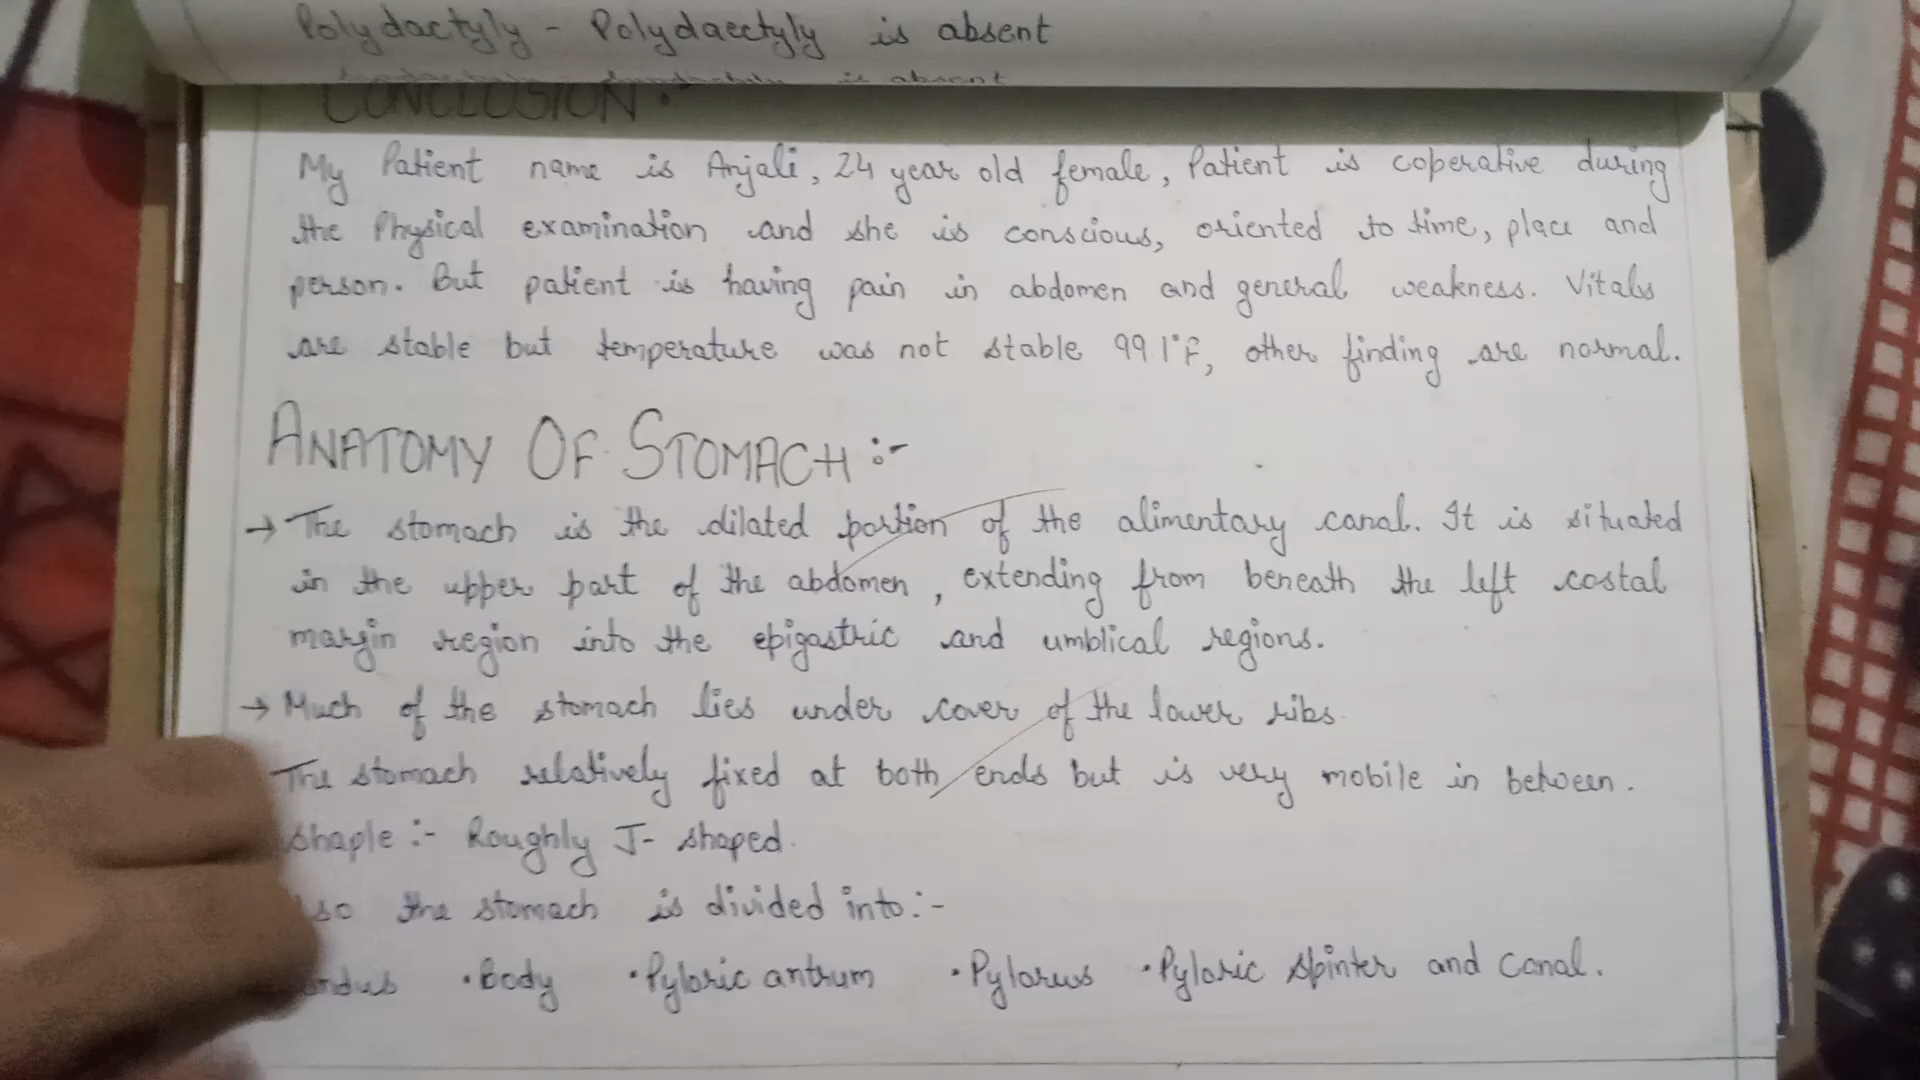 Polydactyly - Polydaectyly is absent
is absent
CONCLUSION :-
My Patient name is Anjali, 24 year old female, Patient is coperative during
the Physical examination and she is conscious, oriented to time, place and
person. But patient is having pain in abdomen and general weakness. Vitals
are stable but temperature was not stable 99.1°F, other finding are normal.
ANATOMY OF STOMACH :-
→ The stomach is the dilated portion of the alimentary canal. It is situated
in the upper part of the abdomen, extending from beneath the left costal
margin region into the epigastric and umblical regions.
→ Much of the stomach lies under cover of the lower ribs.
The stomach relatively fixed at both ends but is very mobile in between.
shaple :- Roughly J- shaped.
the stomach is divided into :-
• Body • Pyloric antrum • Pylorus • Pyloric spinter and canal.